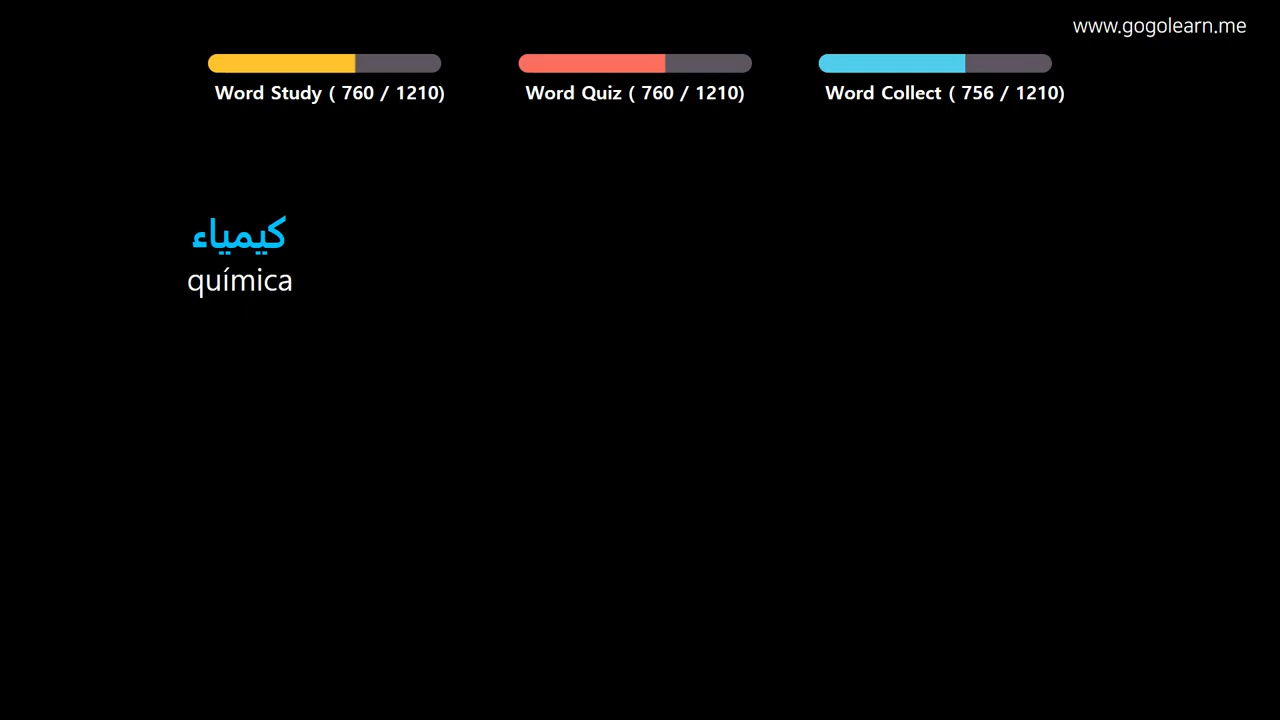 www.gogolearn.me
Word Study ( 760 / 1210)
Word Quiz ( 760 / 1210)
Word Collect ( 756 / 1210)
كيمياء
química